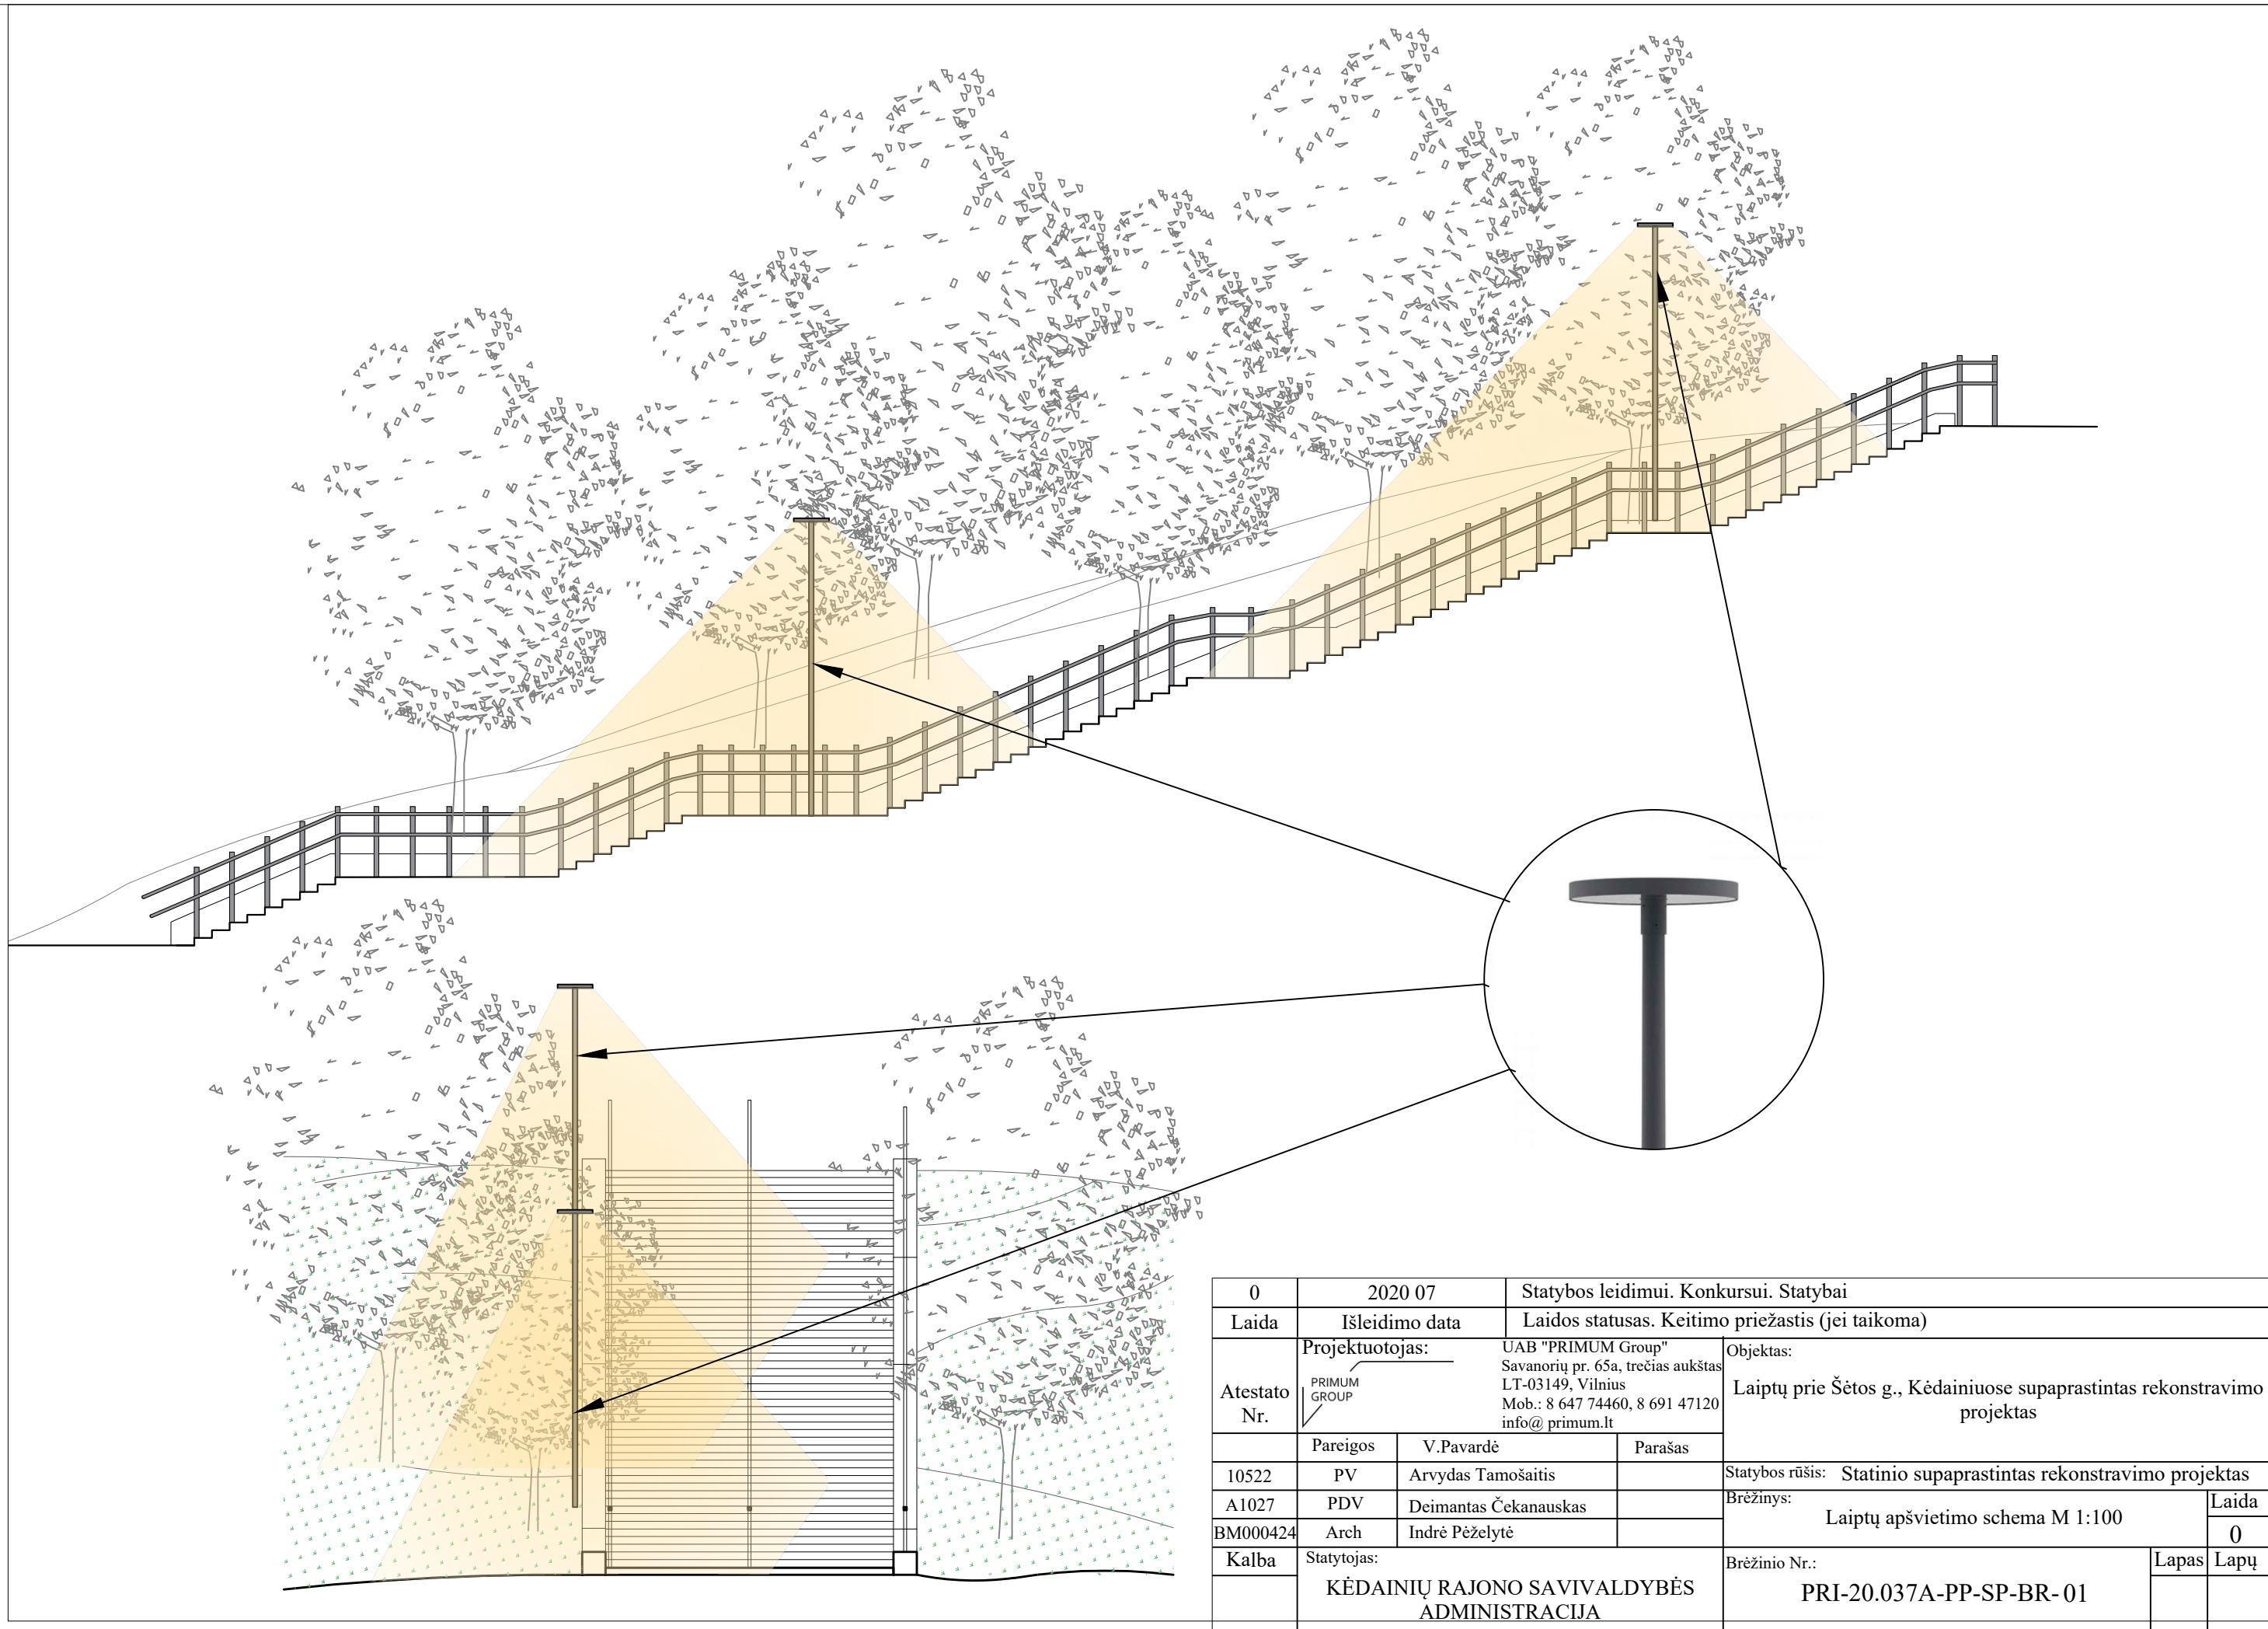 0 2020 07 Statybos leidimui. Konkursui. Statybai
Laida Išleidimo data Laidos statusas. Keitimo priežastis (jei taikoma)
Atestato
Nr.
Projektuotojas:
PRIMUM
GROUP
UAB "PRIMUM Group"
Savanorių pr. 65a, trečias aukštas
LT-03149, Vilnius
Mob.: 8 647 74460, 8 691 47120
info@ primum.lt
Objektas:
Laiptų prie Šėtos g., Kėdainiuose supaprastintas rekonstravimo
projektas
Pareigos V.Pavardė Parašas
10522 PV Arvydas Tamošaitis
A1027 PDV Deimantas Čekanauskas
BM000424 Arch Indrė Pėželytė
Statybos rūšis: Statinio supaprastintas rekonstravimo projektas
Brėžinys:
Laiptų apšvietimo schema M 1:100
Laida
0
Kalba
Statytojas:
KĖDAINIŲ RAJONO SAVIVALDYBĖS
ADMINISTRACIJA
Brėžinio Nr.:
PRI-20.037A-PP-SP-BR- 01
Lapas Lapų